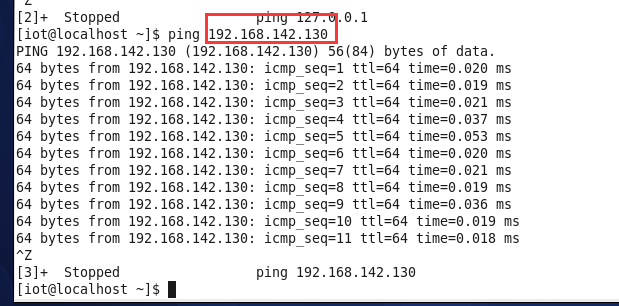 Z
[2]+  Stopped                 ping 127.0.0.1
[iot@localhost ~]$ ping 192.168.142.130
PING 192.168.142.130 (192.168.142.130) 56(84) bytes of data.
64 bytes from 192.168.142.130: icmp_seq=1 ttl=64 time=0.020 ms
64 bytes from 192.168.142.130: icmp_seq=2 ttl=64 time=0.019 ms
64 bytes from 192.168.142.130: icmp_seq=3 ttl=64 time=0.021 ms
64 bytes from 192.168.142.130: icmp_seq=4 ttl=64 time=0.037 ms
64 bytes from 192.168.142.130: icmp_seq=5 ttl=64 time=0.053 ms
64 bytes from 192.168.142.130: icmp_seq=6 ttl=64 time=0.020 ms
64 bytes from 192.168.142.130: icmp_seq=7 ttl=64 time=0.021 ms
64 bytes from 192.168.142.130: icmp_seq=8 ttl=64 time=0.019 ms
64 bytes from 192.168.142.130: icmp_seq=9 ttl=64 time=0.036 ms
64 bytes from 192.168.142.130: icmp_seq=10 ttl=64 time=0.019 ms
64 bytes from 192.168.142.130: icmp_seq=11 ttl=64 time=0.018 ms
^Z
[3]+  Stopped                 ping 192.168.142.130
[iot@localhost ~]$